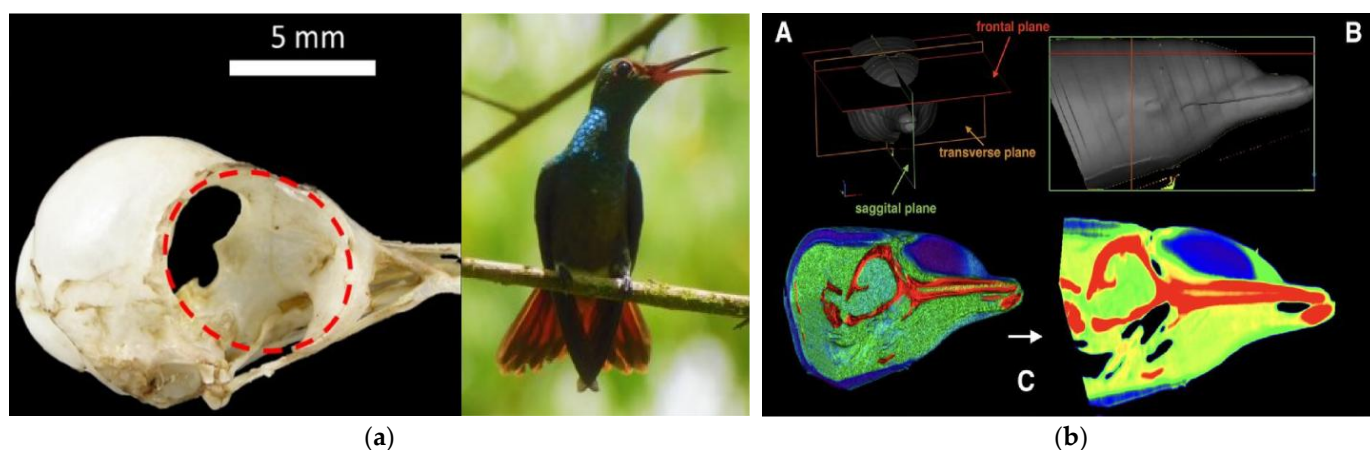 5 mm
A
frontal plane
transverse plane
saggital plane
B
C
(a)
(b)